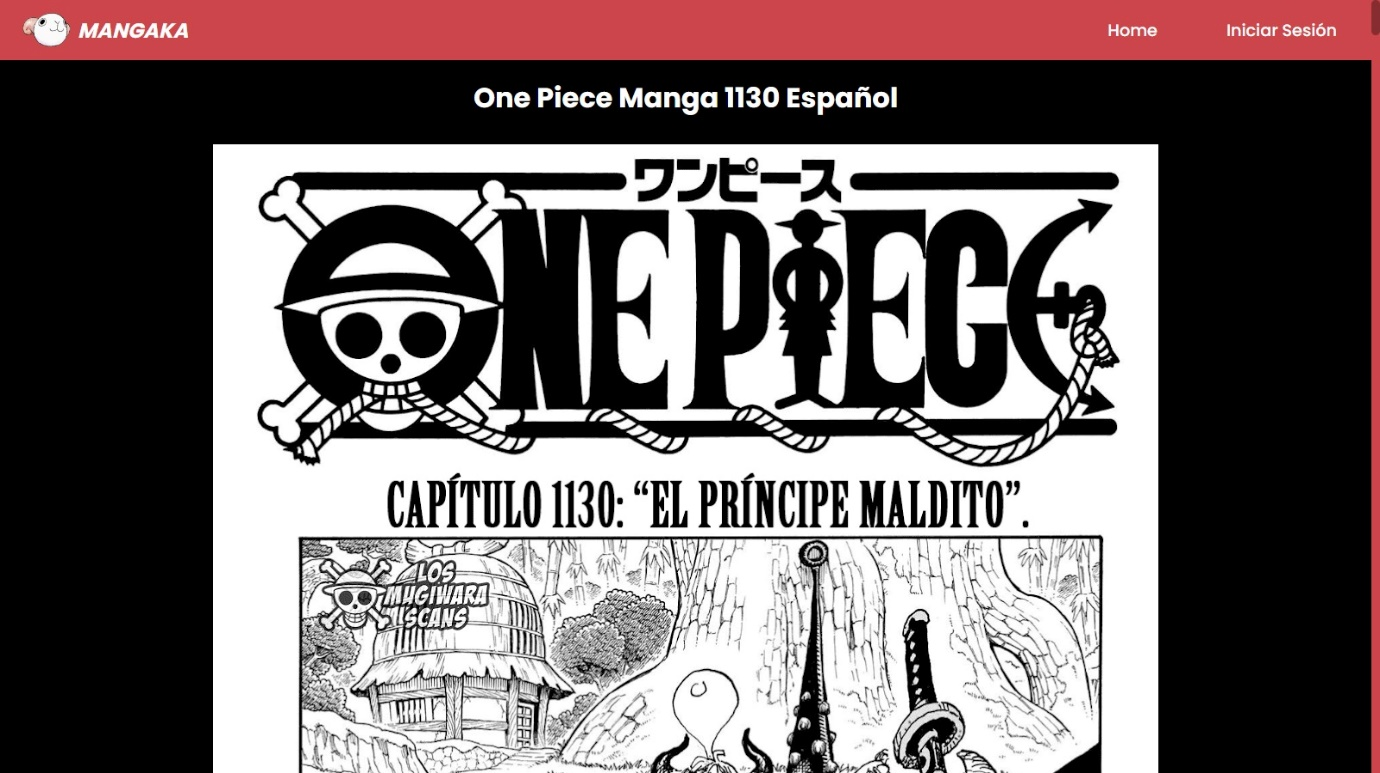 MANGAKA
Home
Iniciar Sesión
One Piece Manga 1130 Español
ワンピース
ONE PIECE
CAPÍTULO 1130: “EL PRÍNCIPE MALDITO”.
LOS
MUGIWARA
SCANS